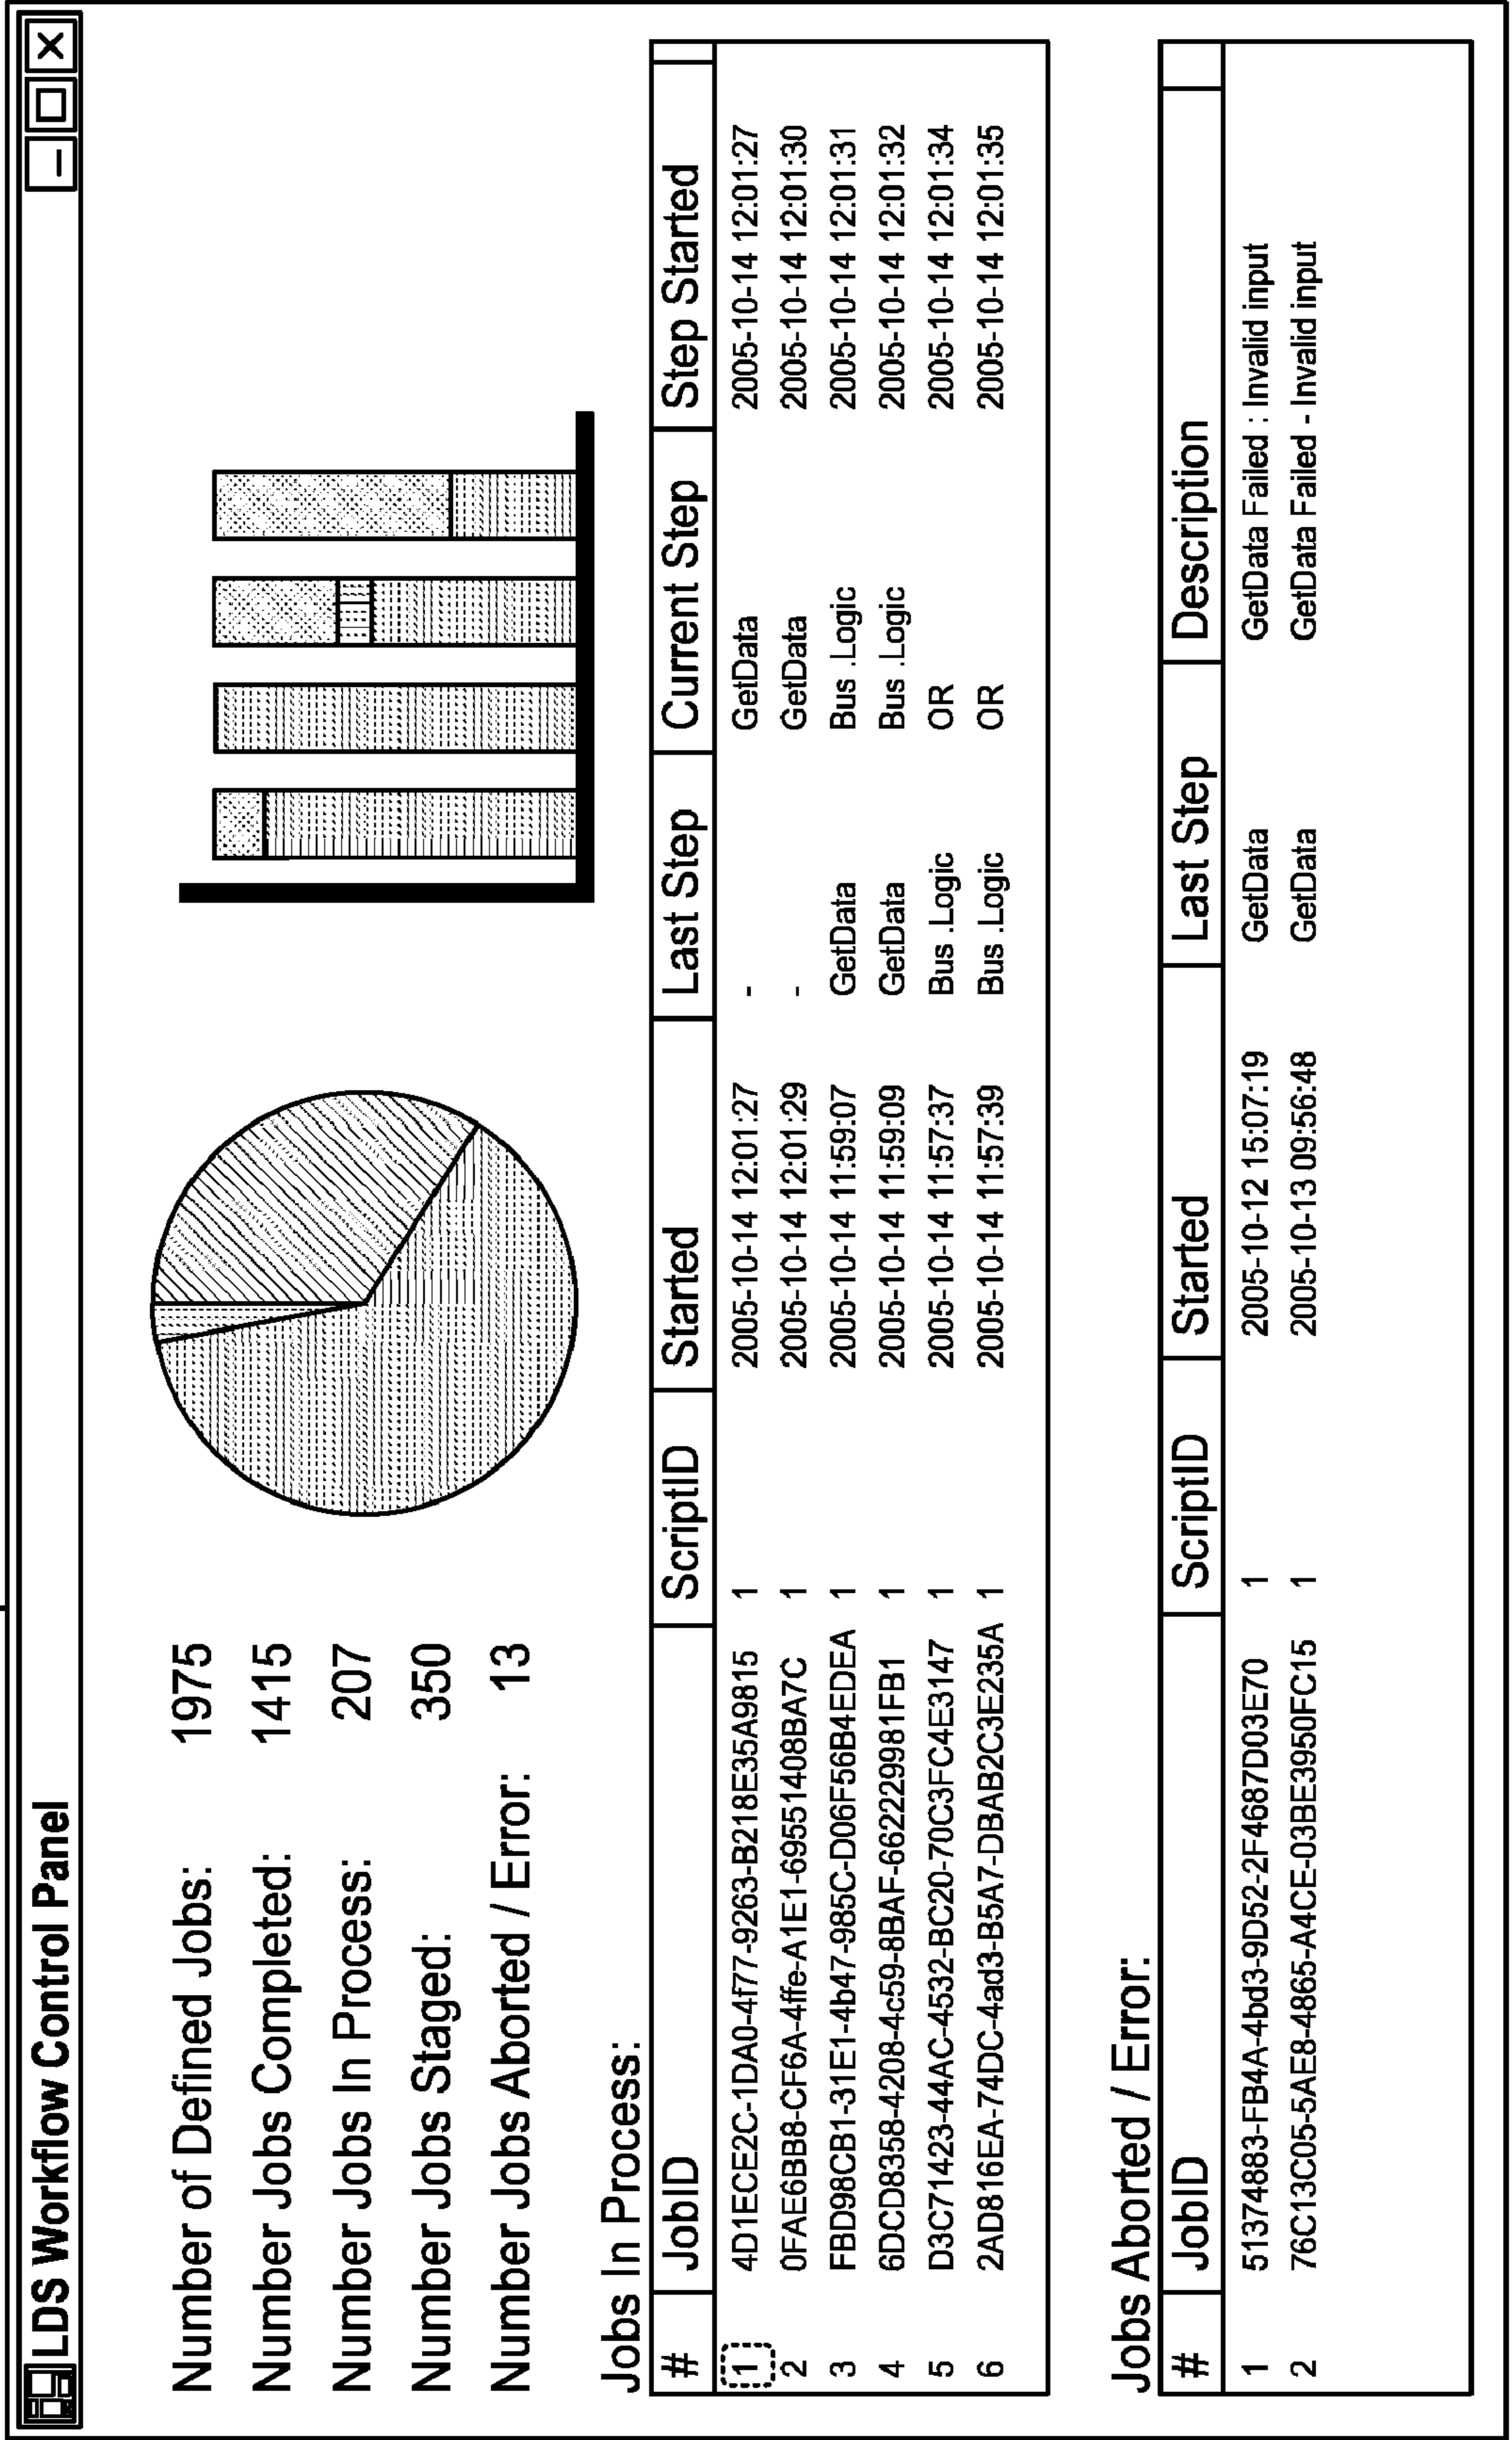 LDS Workflow Control Panel
Number of Defined Jobs: 1975
Number Jobs Completed: 1415
Number Jobs In Process: 207
Number Jobs Staged: 350
Number Jobs Aborted / Error: 13
Jobs In Process:
# JobID ScriptID Started Last Step Current Step Step Started
1 4D1ECE2C-1DA0-4f77-9263-B218E35A9815 1 2005-10-14 12:01:27 - GetData 2005-10-14 12:01:27
2 0FAE6BB8-CF6A-4ffe-A1E1-69551408BA7C 1 2005-10-14 12:01:29 - GetData 2005-10-14 12:01:30
3 FBD98CB1-31E1-4b47-985C-D06F56B4EDEA 1 2005-10-14 11:59:07 GetData Bus .Logic 2005-10-14 12:01:31
4 6DCD8358-4208-4c59-8BAF-662229981FB1 1 2005-10-14 11:59:09 GetData Bus .Logic 2005-10-14 12:01:32
5 D3C71423-44AC-4532-BC20-70C3FC4E3147 1 2005-10-14 11:57:37 Bus .Logic OR 2005-10-14 12:01:34
6 2AD816EA-74DC-4ad3-B5A7-DBAB2C3E235A 1 2005-10-14 11:57:39 Bus .Logic OR 2005-10-14 12:01:35
Jobs Aborted / Error:
# JobID ScriptID Started Last Step Description
1 51374883-FB4A-4bd3-9D52-2F4687D03E70 1 2005-10-12 15:07:19 GetData GetData Failed : Invalid input
2 76C13C05-5AE8-4865-A4CE-03BE3950FC15 1 2005-10-13 09:56:48 GetData GetData Failed - Invalid input